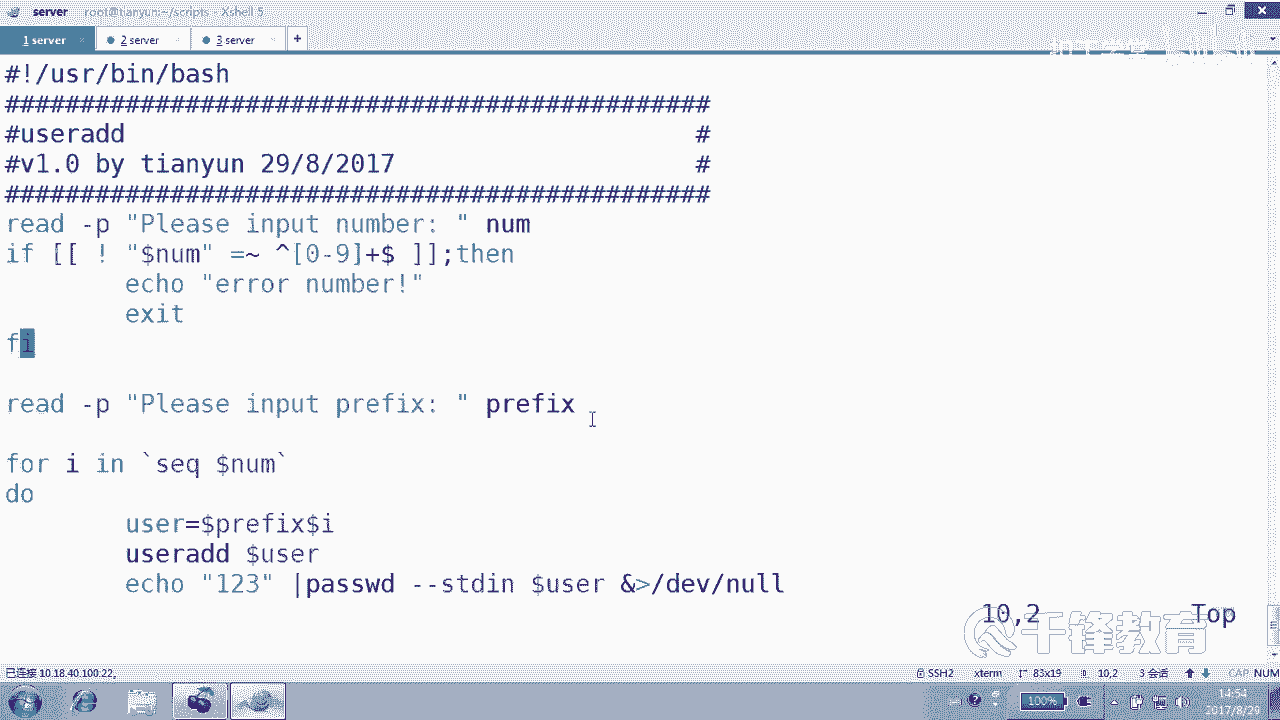 server root@tianyun:~/scripts - Xshell 5
1 server 2 server 3 server +
#!/usr/bin/bash
###############################################
#useradd #
#v1.0 by tianyun 29/8/2017 #
###############################################
read -p "Please input number: " num
if [[ ! "$num" =~ ^[0-9]+$ ]];then
echo "error number!"
exit
fi
read -p "Please input prefix: " prefix
for i in `seq $num`
do
user=$prefix$i
useradd $user
echo "123" |passwd --stdin $user &>/dev/null
10,2 Top
千锋教育
已连接 10.18.40.100:22。 SSH2 xterm 83x19 10,2 3 会话 CAP NUM
100% 14:54
2017/8/29